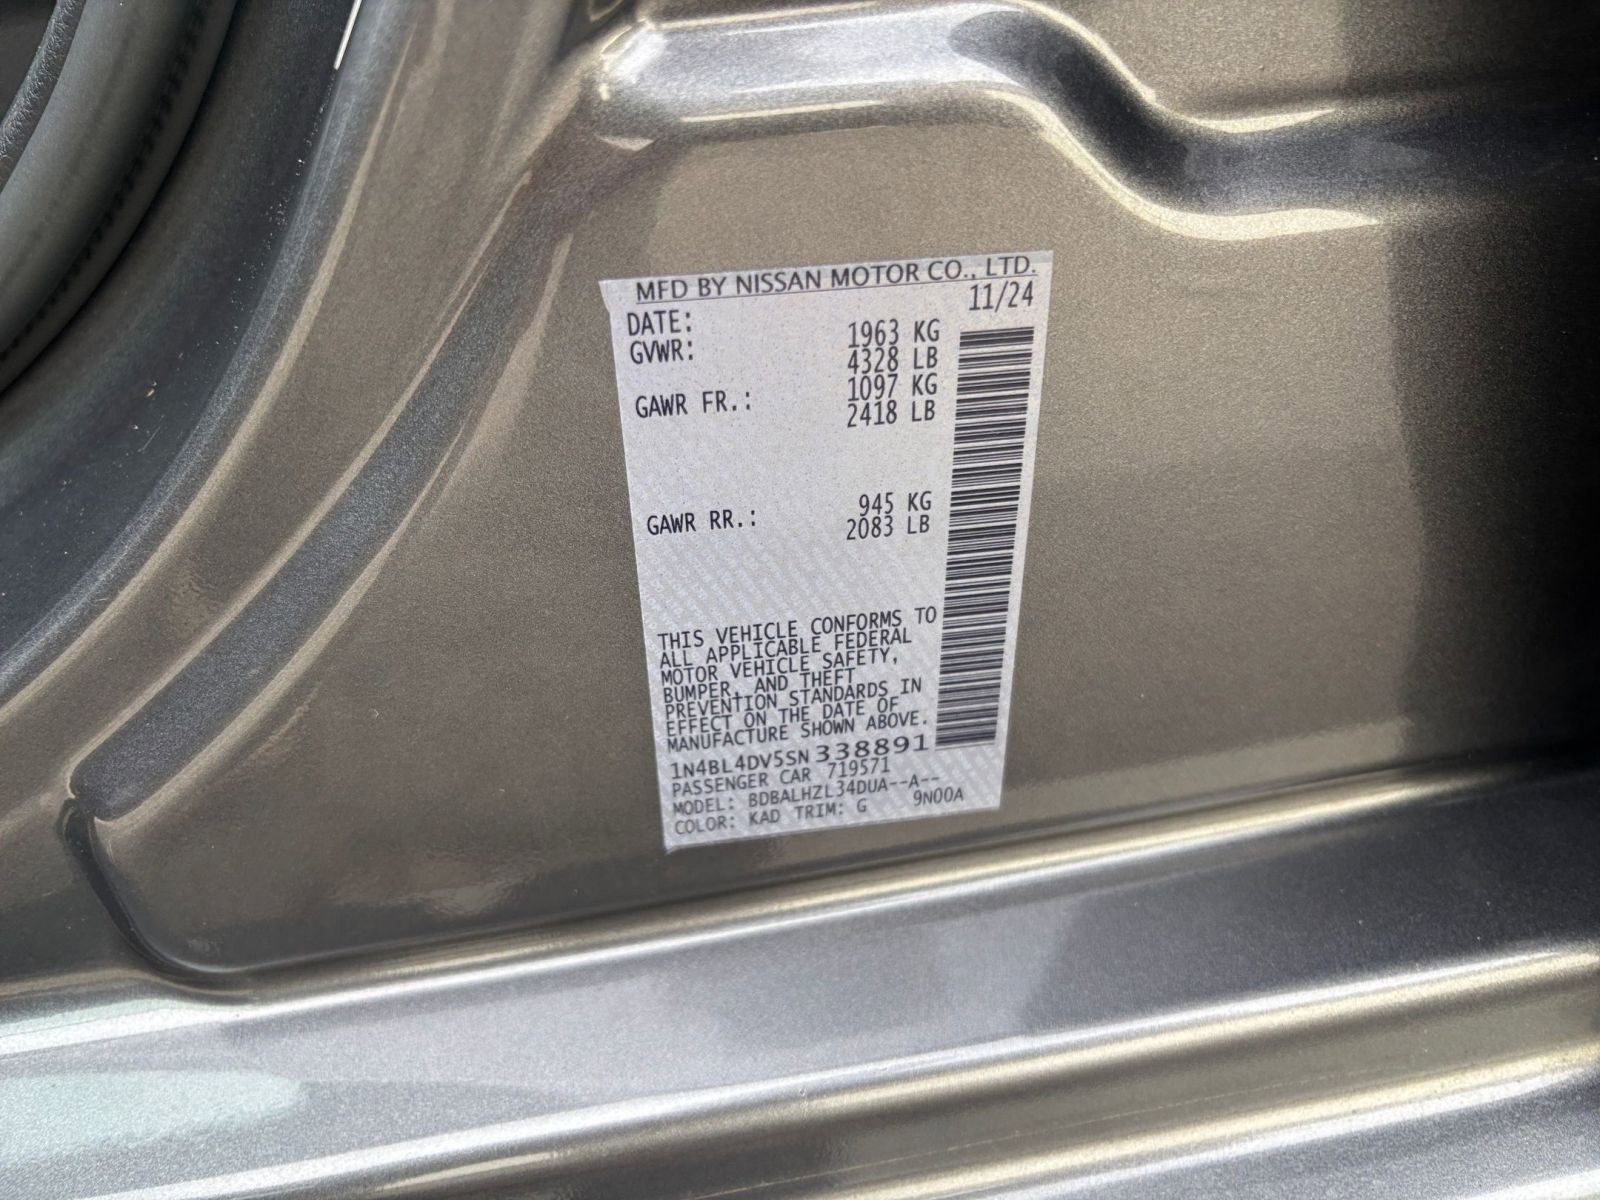 MFD BY NISSAN MOTOR CO., LTD.
DATE: 11/24
GVWR: 1963 KG
4328 LB
GAWR FR.: 1097 KG
2418 LB
GAWR RR.: 945 KG
2083 LB
THIS VEHICLE CONFORMS TO
ALL APPLICABLE FEDERAL
MOTOR VEHICLE SAFETY,
BUMPER, AND THEFT
PREVENTION STANDARDS IN
EFFECT ON THE DATE OF
MANUFACTURE SHOWN ABOVE.
1N4BL4DV5SN338891
PASSENGER CAR 719571
MODEL: BDBALHZL34DUA--A--
COLOR: KAD TRIM: G 9N00A